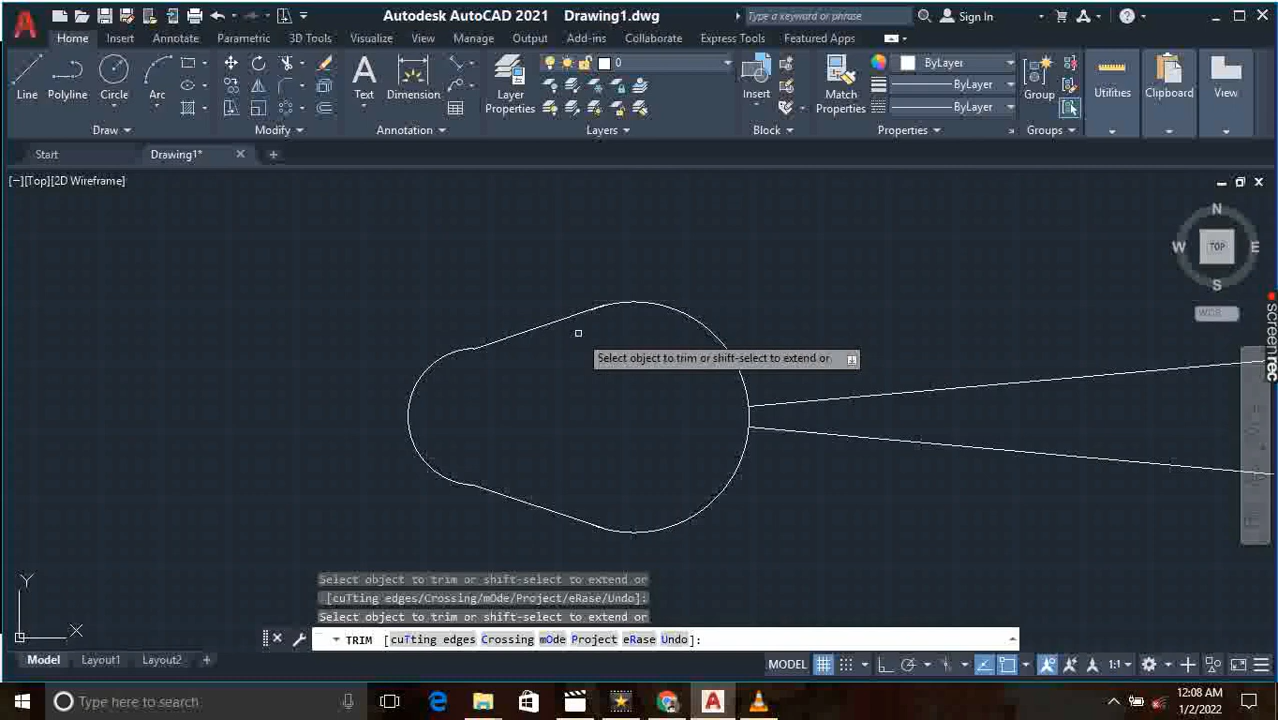 Autodesk AutoCAD 2021 Drawing1.dwg
Type a keyword or phrase
Sign In
Home Insert Annotate Parametric 3D Tools Visualize View Manage Output Add-ins Collaborate Express Tools Featured Apps
Line Polyline Circle Arc
Text Dimension
Layer Properties
0
Insert
Match Properties
ByLayer
ByLayer
ByLayer
Group
Utilities
Clipboard
View
Draw Modify Annotation Layers Block Properties Groups
Start Drawing1*
[−][Top][2D Wireframe]
N
W TOP E
S
WCS
screenrec
Select object to trim or shift-select to extend or
Select object to trim or shift-select to extend or
[cuTting edges/Crossing/mOde/Project/eRase/Undo]:
Select object to trim or shift-select to extend or
TRIM [cuTting edges Crossing mOde Project eRase Undo]:
Y
X
Model Layout1 Layout2 +
MODEL
1:1
Type here to search
12:08 AM
1/2/2022